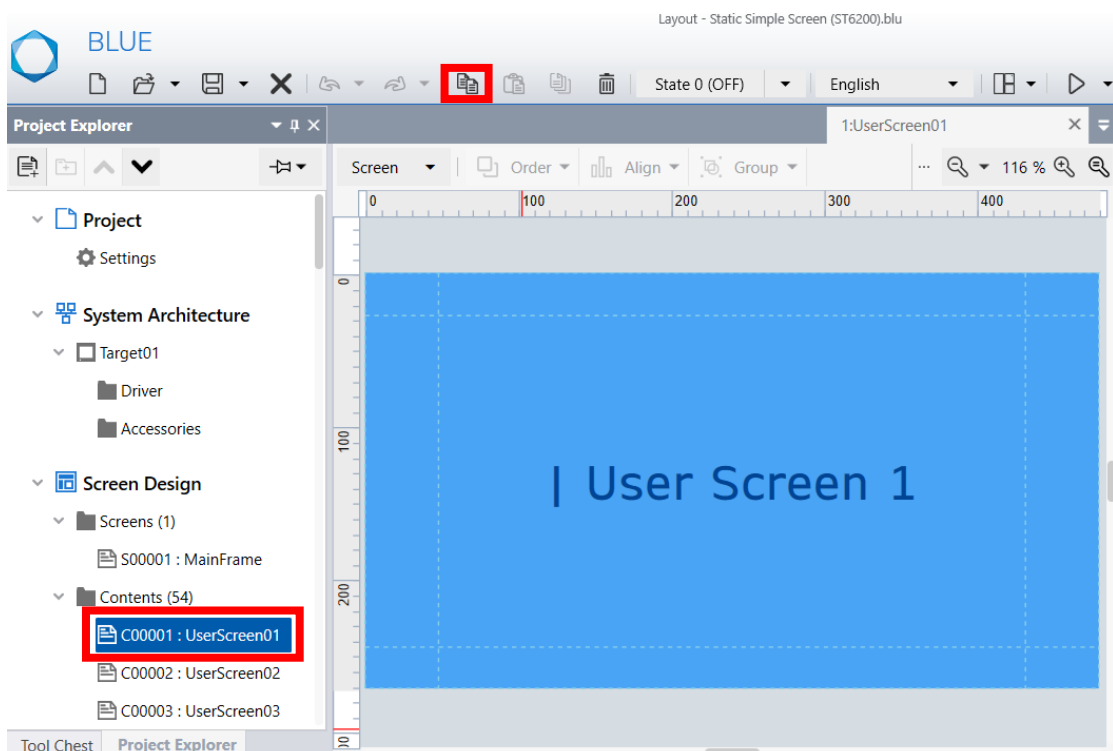 Layout - Static Simple Screen (ST6200).blu
BLUE
State 0 (OFF)
English
Project Explorer
1:UserScreen01
Screen
Order
Align
Group
...
116 %
0
100
200
300
400
Project
Settings
System Architecture
Target01
Driver
Accessories
Screen Design
Screens (1)
S00001 : MainFrame
Contents (54)
C00001 : UserScreen01
C00002 : UserScreen02
C00003 : UserScreen03
0
100
200
| User Screen 1
Tool Chest
Project Explorer